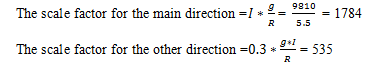 The scale factor for the main direction =I * g/R = 9810/5.5 = 1784
The scale factor for the other direction =0.3 * g*I/R = 535